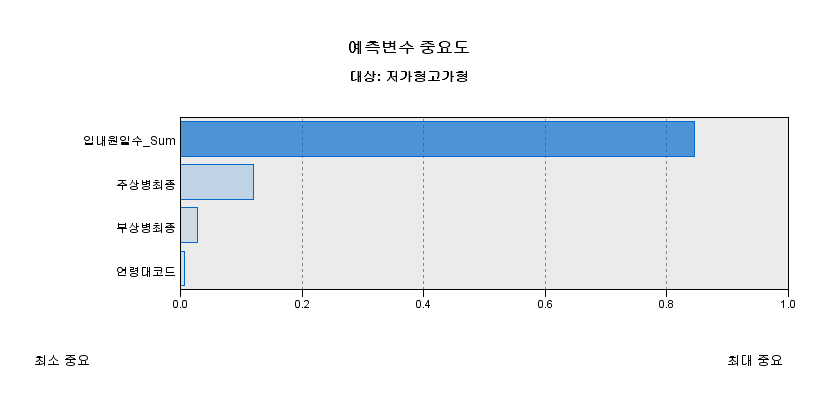 예측변수 중요도
대상: 저가형고가형
입내원일수_Sum
주상병최종
부상병최종
연령대코드
0.0 0.2 0.4 0.6 0.8 1.0
최소 중요 최대 중요